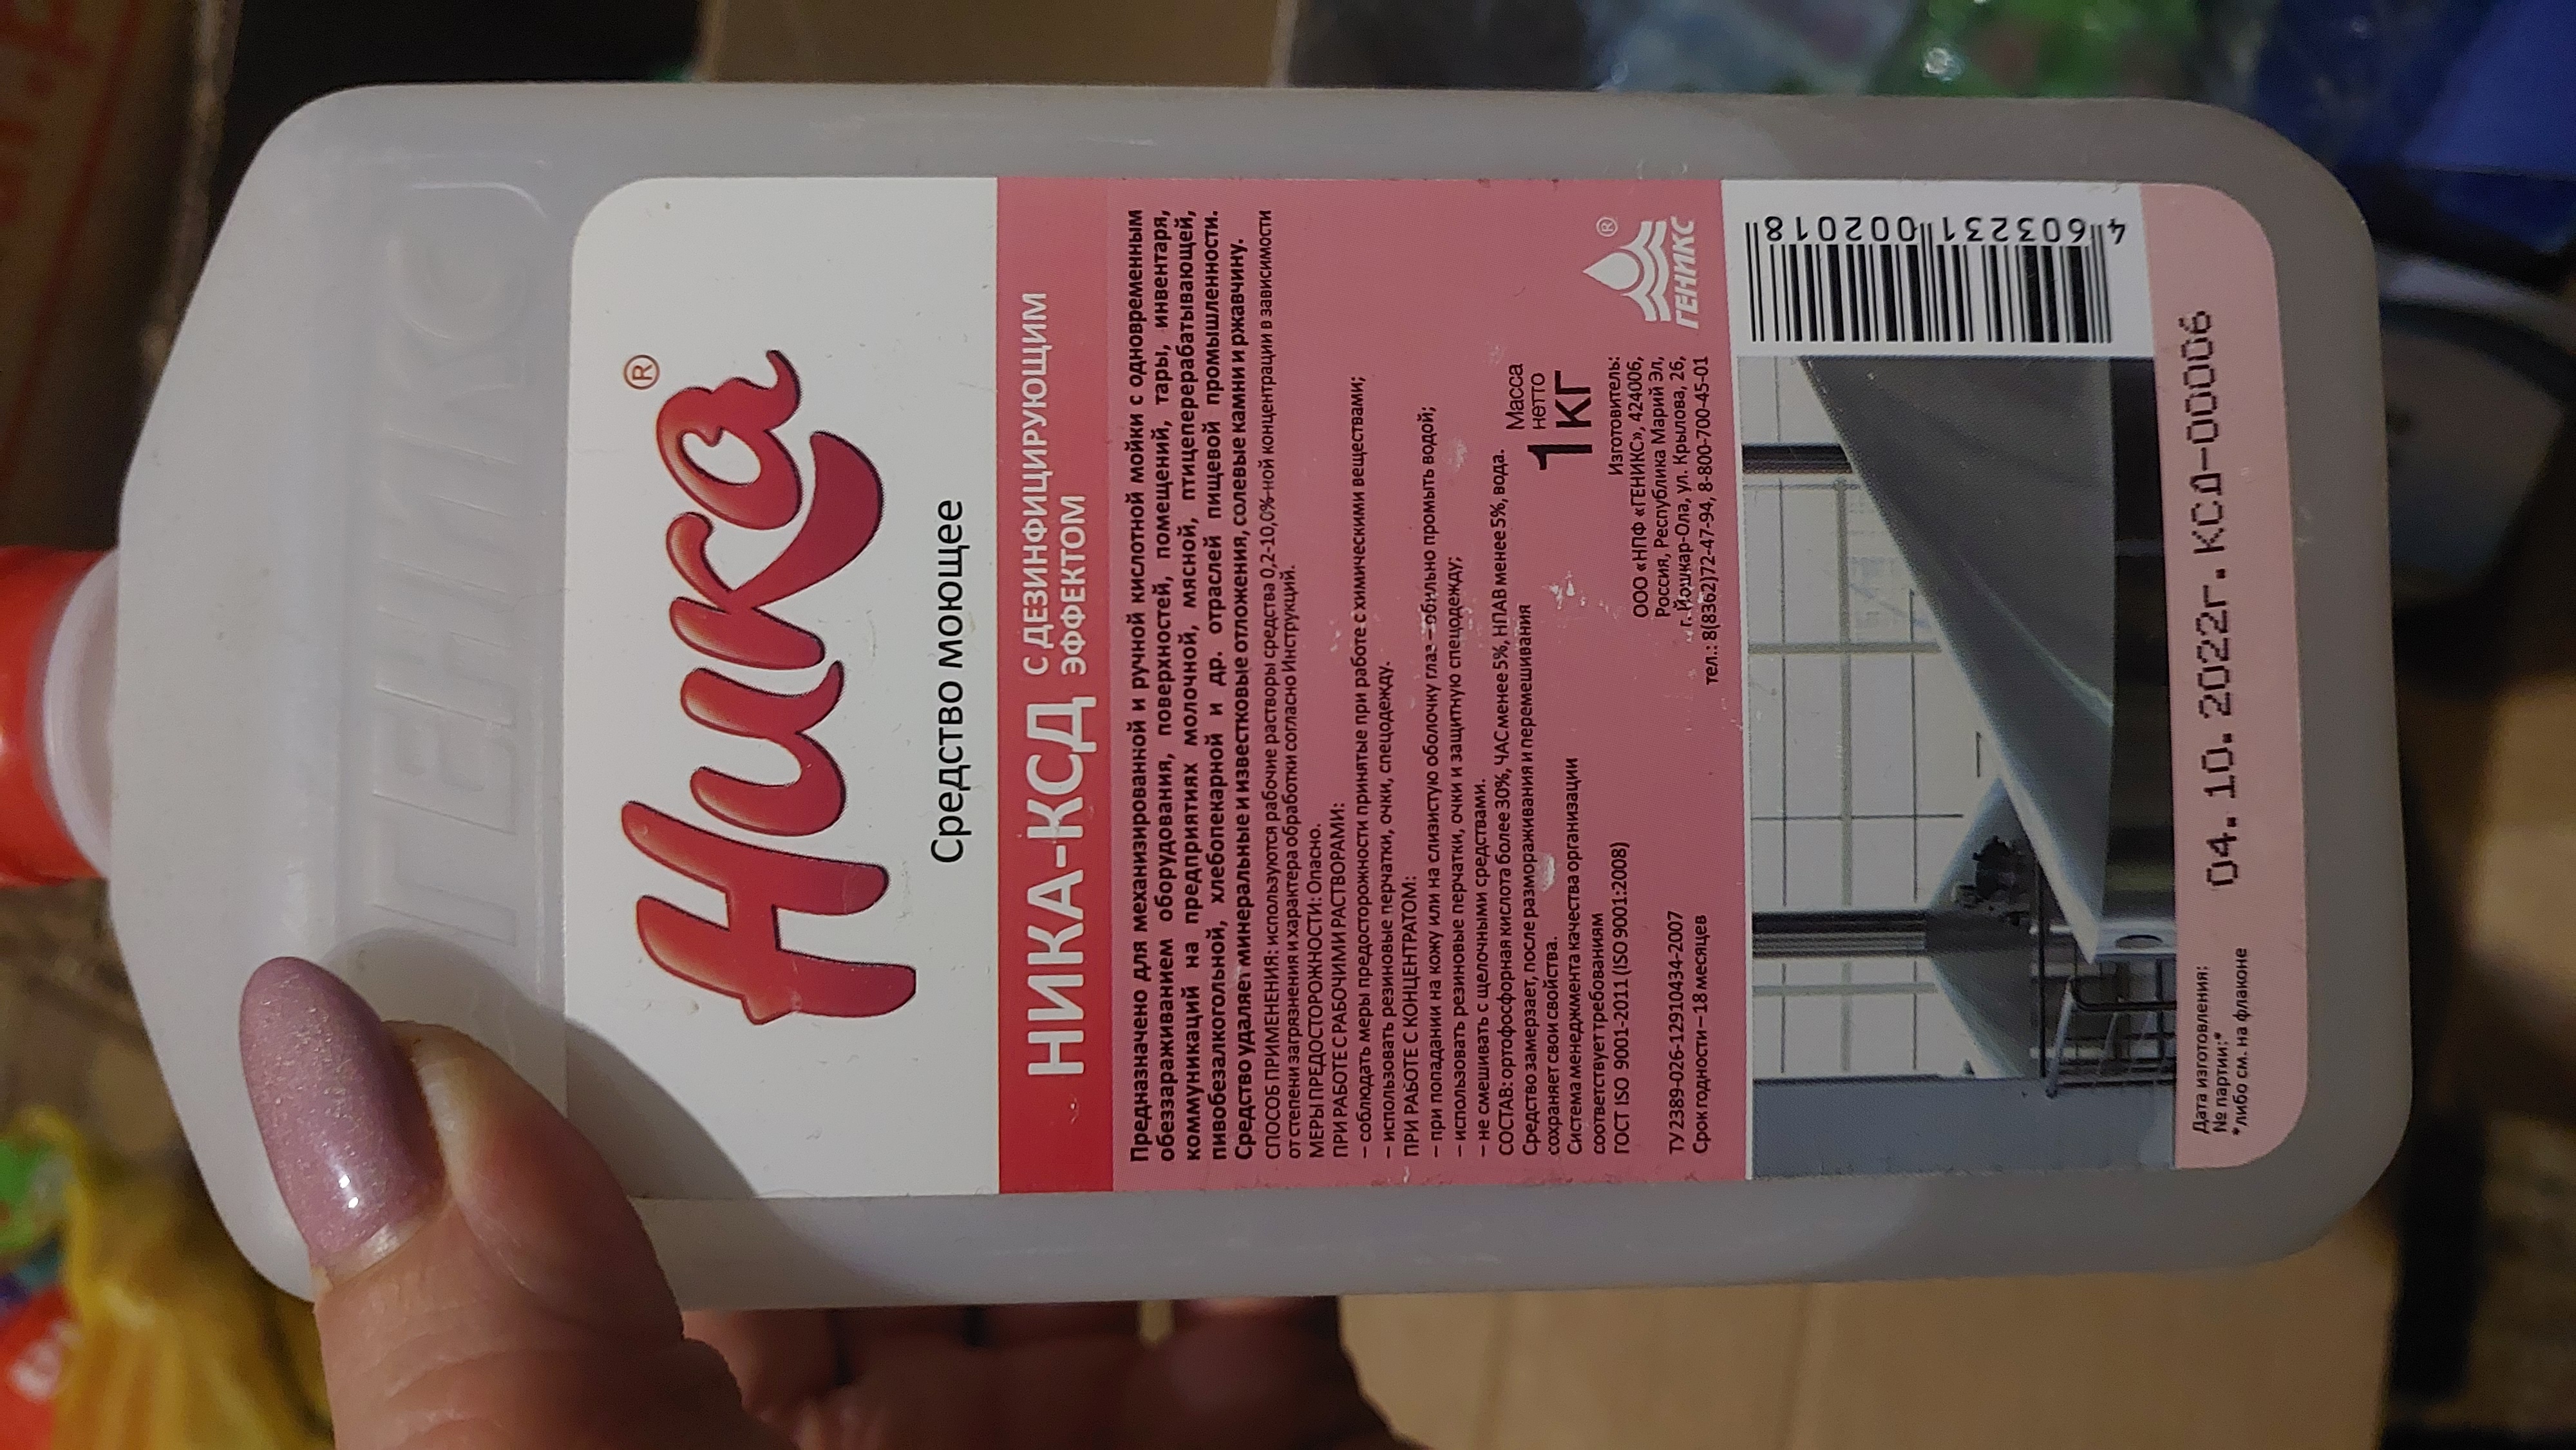 ГЕНИКС
Ника®
Средство моющее
НИКА-КСД С ДЕЗИНФИЦИРУЮЩИМ
ЭФФЕКТОМ
Предназначено для механизированной и ручной кислотной мойки с одновременным
обеззараживанием оборудования, поверхностей, помещений, тары, инвентаря,
коммуникаций на предприятиях молочной, мясной, птицеперерабатывающей,
пивобезалкогольной, хлебопекарной и др. отраслей пищевой промышленности.
Средство удаляет минеральные и известковые отложения, солевые камни и ржавчину.
СПОСОБ ПРИМЕНЕНИЯ: используются рабочие растворы средства 0,2-10,0%-ной концентрации в зависимости
от степени загрязнения и характера обработки согласно Инструкций.
МЕРЫ ПРЕДОСТОРОЖНОСТИ: Опасно.
ПРИ РАБОТЕ С РАБОЧИМИ РАСТВОРАМИ:
– соблюдать меры предосторожности принятые при работе с химическими веществами;
– использовать резиновые перчатки, очки, спецодежду.
ПРИ РАБОТЕ С КОНЦЕНТРАТОМ:
– при попадании на кожу или на слизистую оболочку глаз – обильно промыть водой;
– использовать резиновые перчатки, очки и защитную спецодежду;
– не смешивать с щелочными средствами.
СОСТАВ: ортофосфорная кислота более 30%, ЧАС менее 5%, НПАВ менее 5%, вода.
Средство замерзает, после размораживания и перемешивания
сохраняет свои свойства.
Система менеджмента качества организации
соответствует требованиям
ГОСТ ISO 9001-2011 (ISO 9001:2008)
ТУ 2389-026-12910434-2007
Срок годности – 18 месяцев
Масса
нетто
1 кг
Изготовитель:
ООО «НПФ «ГЕНИКС», 424006,
Россия, Республика Марий Эл,
г. Йошкар-Ола, ул. Крылова, 26,
тел.: 8(8362)72-47-94, 8-800-700-45-01
®
ГЕНИКС
4 603231 002018
Дата изготовления:
№ партии:*
*либо см. на флаконе
04.10.2022г.КСД-0006